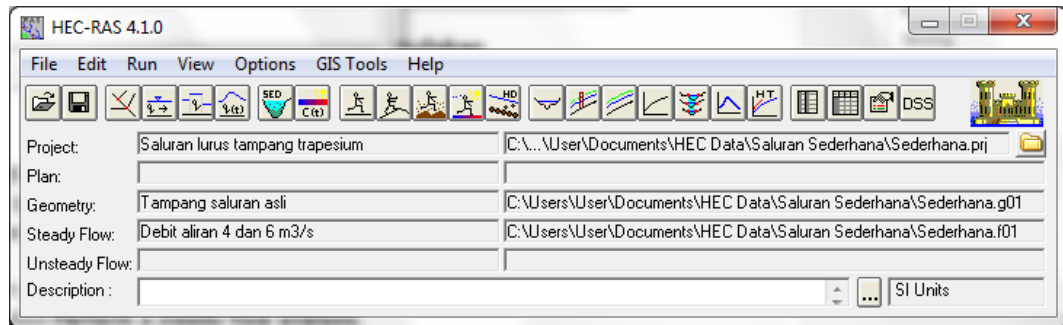 HEC-RAS 4.1.0
File Edit Run View Options GIS Tools Help
SED C(t) HD HT DSS
Project: Saluran lurus tampang trapesium C:\...\User\Documents\HEC Data\Saluran Sederhana\Sederhana.prj
Plan:
Geometry: Tampang saluran asli C:\Users\User\Documents\HEC Data\Saluran Sederhana\Sederhana.g01
Steady Flow: Debit aliran 4 dan 6 m3/s C:\Users\User\Documents\HEC Data\Saluran Sederhana\Sederhana.f01
Unsteady Flow:
Description : ... SI Units